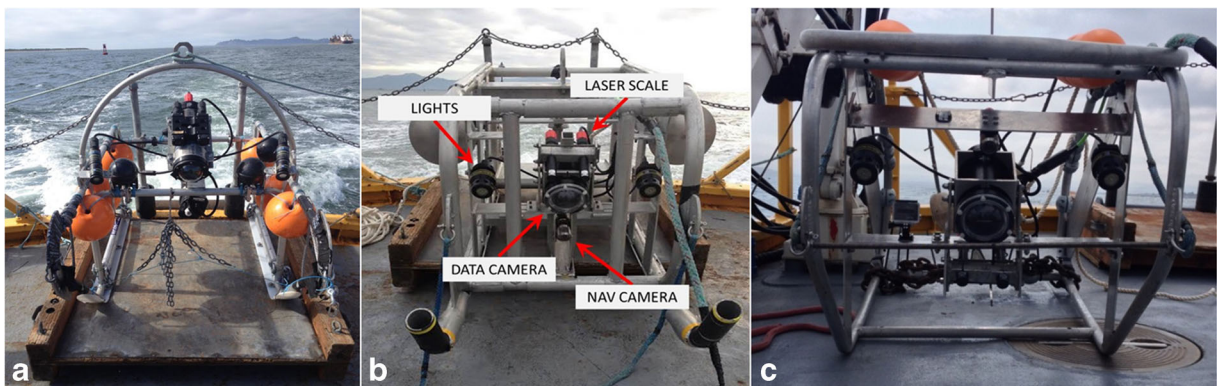 LASER SCALE
LIGHTS
DATA CAMERA
NAV CAMERA
a
b
c